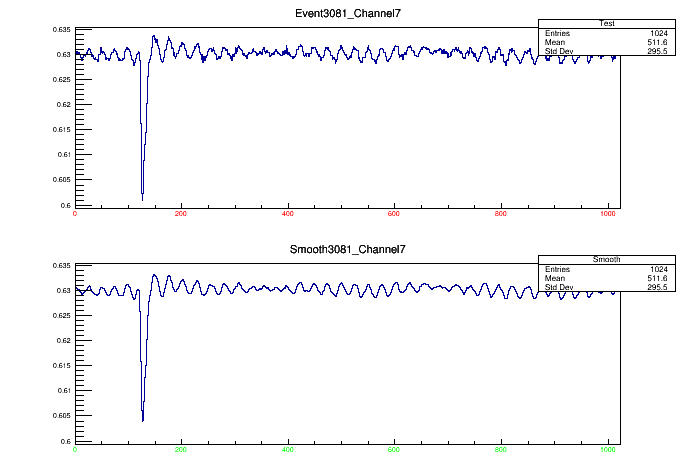 Event3081_Channel7
Test
Entries 1024
Mean 511.6
Std Dev 295.5
0.635
0.63
0.625
0.62
0.615
0.61
0.605
0.6
0 200 400 600 800 1000
Smooth3081_Channel7
Smooth
Entries 1024
Mean 511.6
Std Dev 295.5
0.635
0.63
0.625
0.62
0.615
0.61
0.605
0.6
0 200 400 600 800 1000